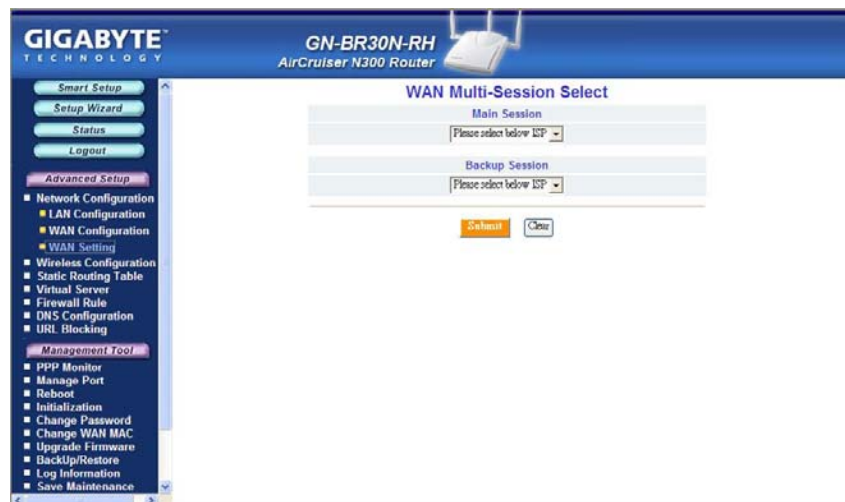 GIGABYTE™
TECHNOLOGY
GN-BR30N-RH
AirCruiser N300 Router
Smart Setup
Setup Wizard
Status
Logout
Advanced Setup
Network Configuration
LAN Configuration
WAN Configuration
WAN Setting
Wireless Configuration
Static Routing Table
Virtual Server
Firewall Rule
DNS Configuration
URL Blocking
Management Tool
PPP Monitor
Manage Port
Reboot
Initialization
Change Password
Change WAN MAC
Upgrade Firmware
BackUp/Restore
Log Information
Save Maintenance
WAN Multi-Session Select
Main Session
Please select below ISP
Backup Session
Please select below ISP
Submit Clear